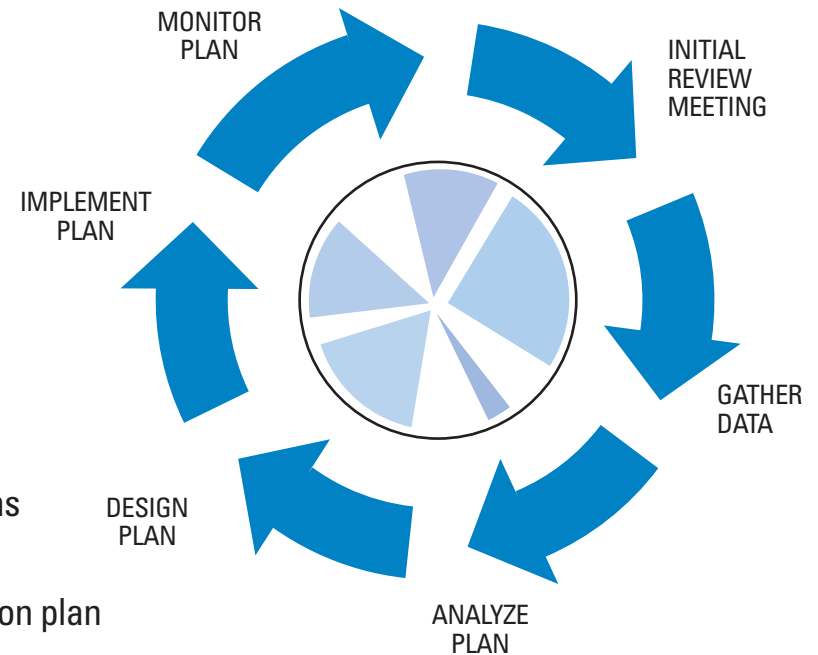 MONITOR
PLAN
INITIAL
REVIEW
MEETING
IMPLEMENT
PLAN
GATHER
DATA
DESIGN
PLAN
on plan
ANALYZE
PLAN